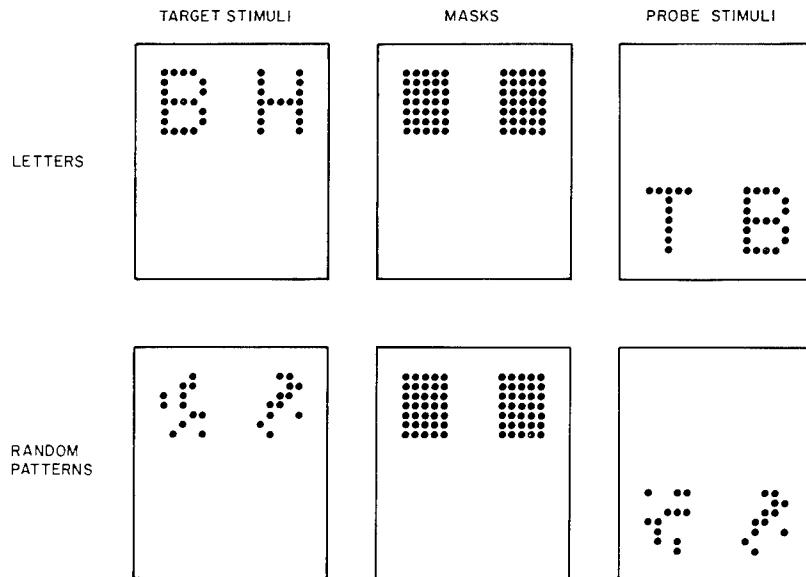 TARGET STIMULI MASKS PROBE STIMULI
LETTERS
B H
T B
RANDOM
PATTERNS